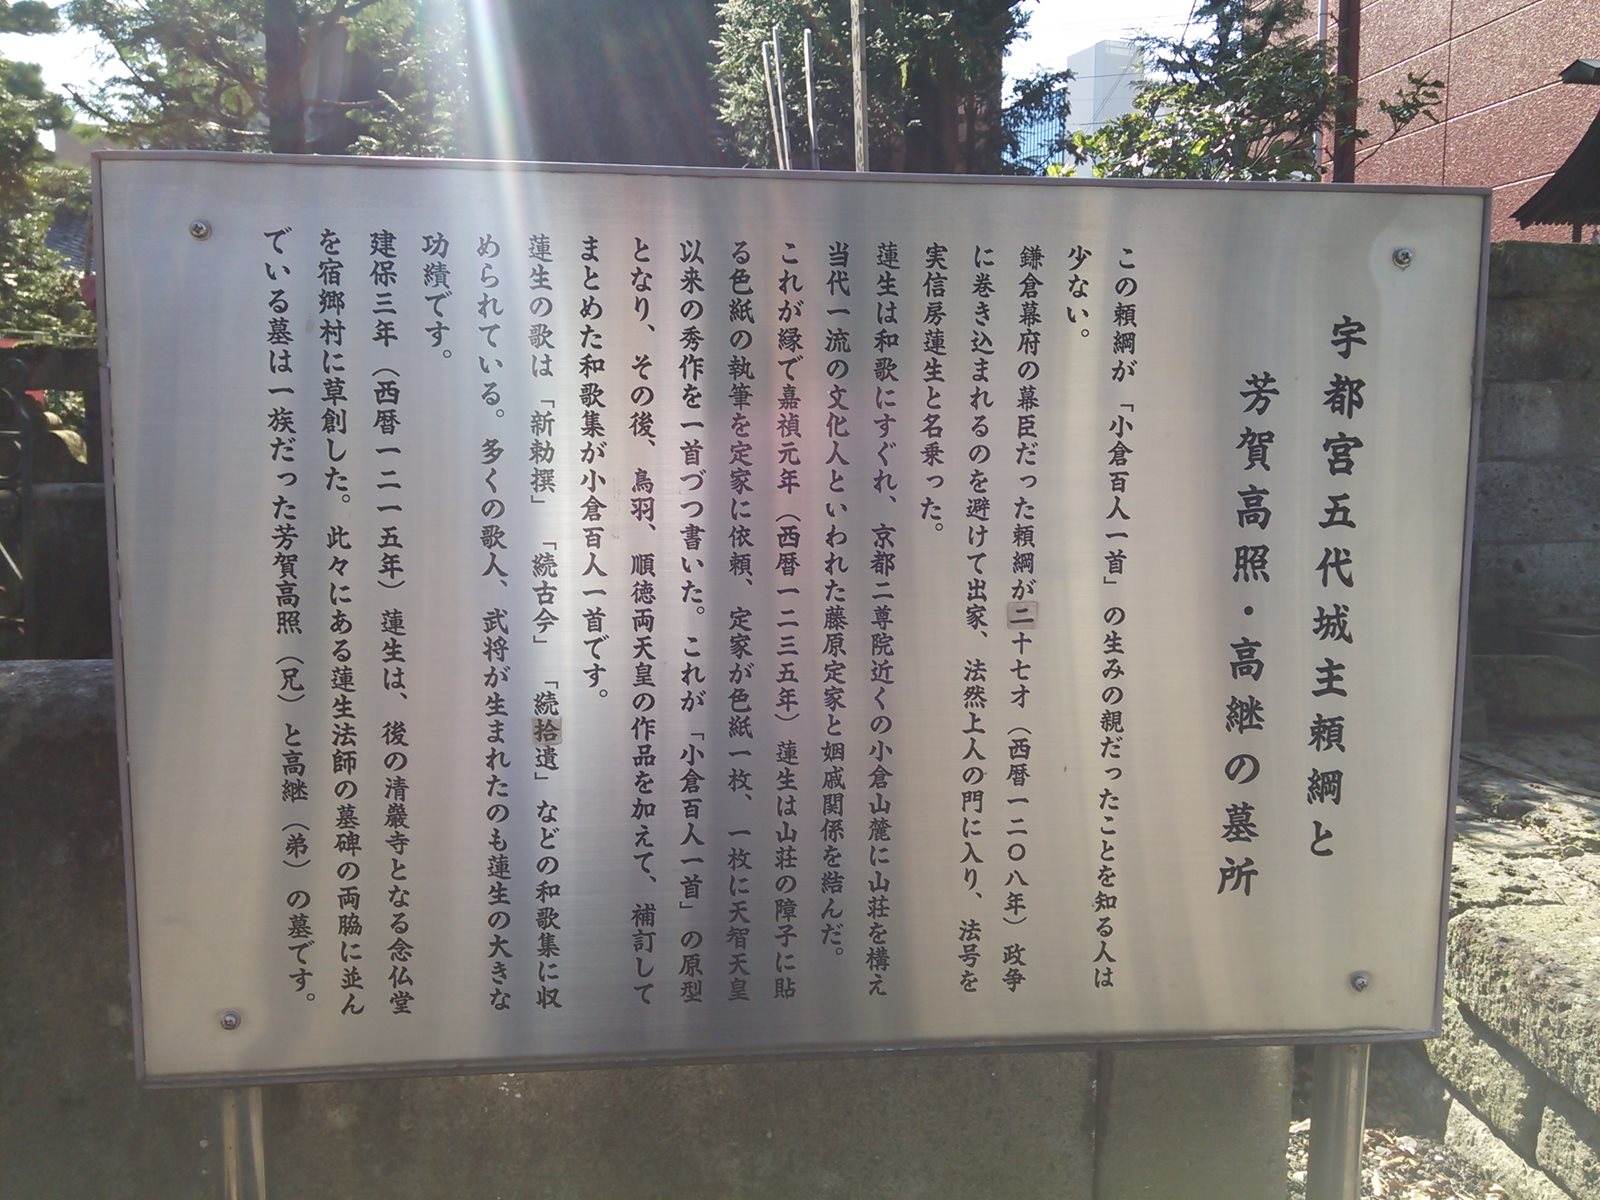 宇都宮五代城主頼綱と
芳賀高照・高継の墓所
この頼綱が「小倉百人一首」の生みの親だったことを知る人は
少ない。
鎌倉幕府の幕臣だった頼綱が二十七才（西暦一二〇八年）政争
に巻き込まれるのを避けて出家、法然上人の門に入り、法号を
実信房蓮生と名乗った。
蓮生は和歌にすぐれ、京都二尊院近くの小倉山麓に山荘を構え
当代一流の文化人といわれた藤原定家と姻戚関係を結んだ。
これが縁で嘉禎元年（西暦一二三五年）蓮生は山荘の障子に貼
る色紙の執筆を定家に依頼、定家が色紙一枚、一枚に天智天皇
以来の秀作を一首づつ書いた。これが「小倉百人一首」の原型
となり、その後、鳥羽、順徳両天皇の作品を加えて、補訂して
まとめた和歌集が小倉百人一首です。
蓮生の歌は「新勅撰」「続古今」「続拾遺」などの和歌集に収
められている。多くの歌人、武将が生まれたのも蓮生の大きな
功績です。
建保三年（西暦一二一五年）蓮生は、後の清巖寺となる念仏堂
を宿郷村に草創した。此々にある蓮生法師の墓碑の両脇に並ん
でいる墓は一族だった芳賀高照（兄）と高継（弟）の墓です。